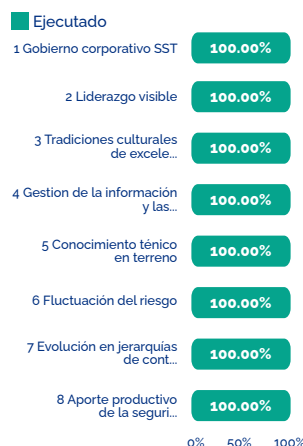 Ejecutado
1 Gobierno corporativo SST
100.00%
2 Liderazgo visible
100.00%
3 Tradiciones culturales
de excele...
100.00%
4 Gestion de la información
y las...
100.00%
5 Conocimiento ténico
en terreno
100.00%
6 Fluctuación del riesgo
100.00%
7 Evolución en jerarquías
de cont...
100.00%
8 Aporte productivo
de la seguri...
100.00%
0% 50% 100%